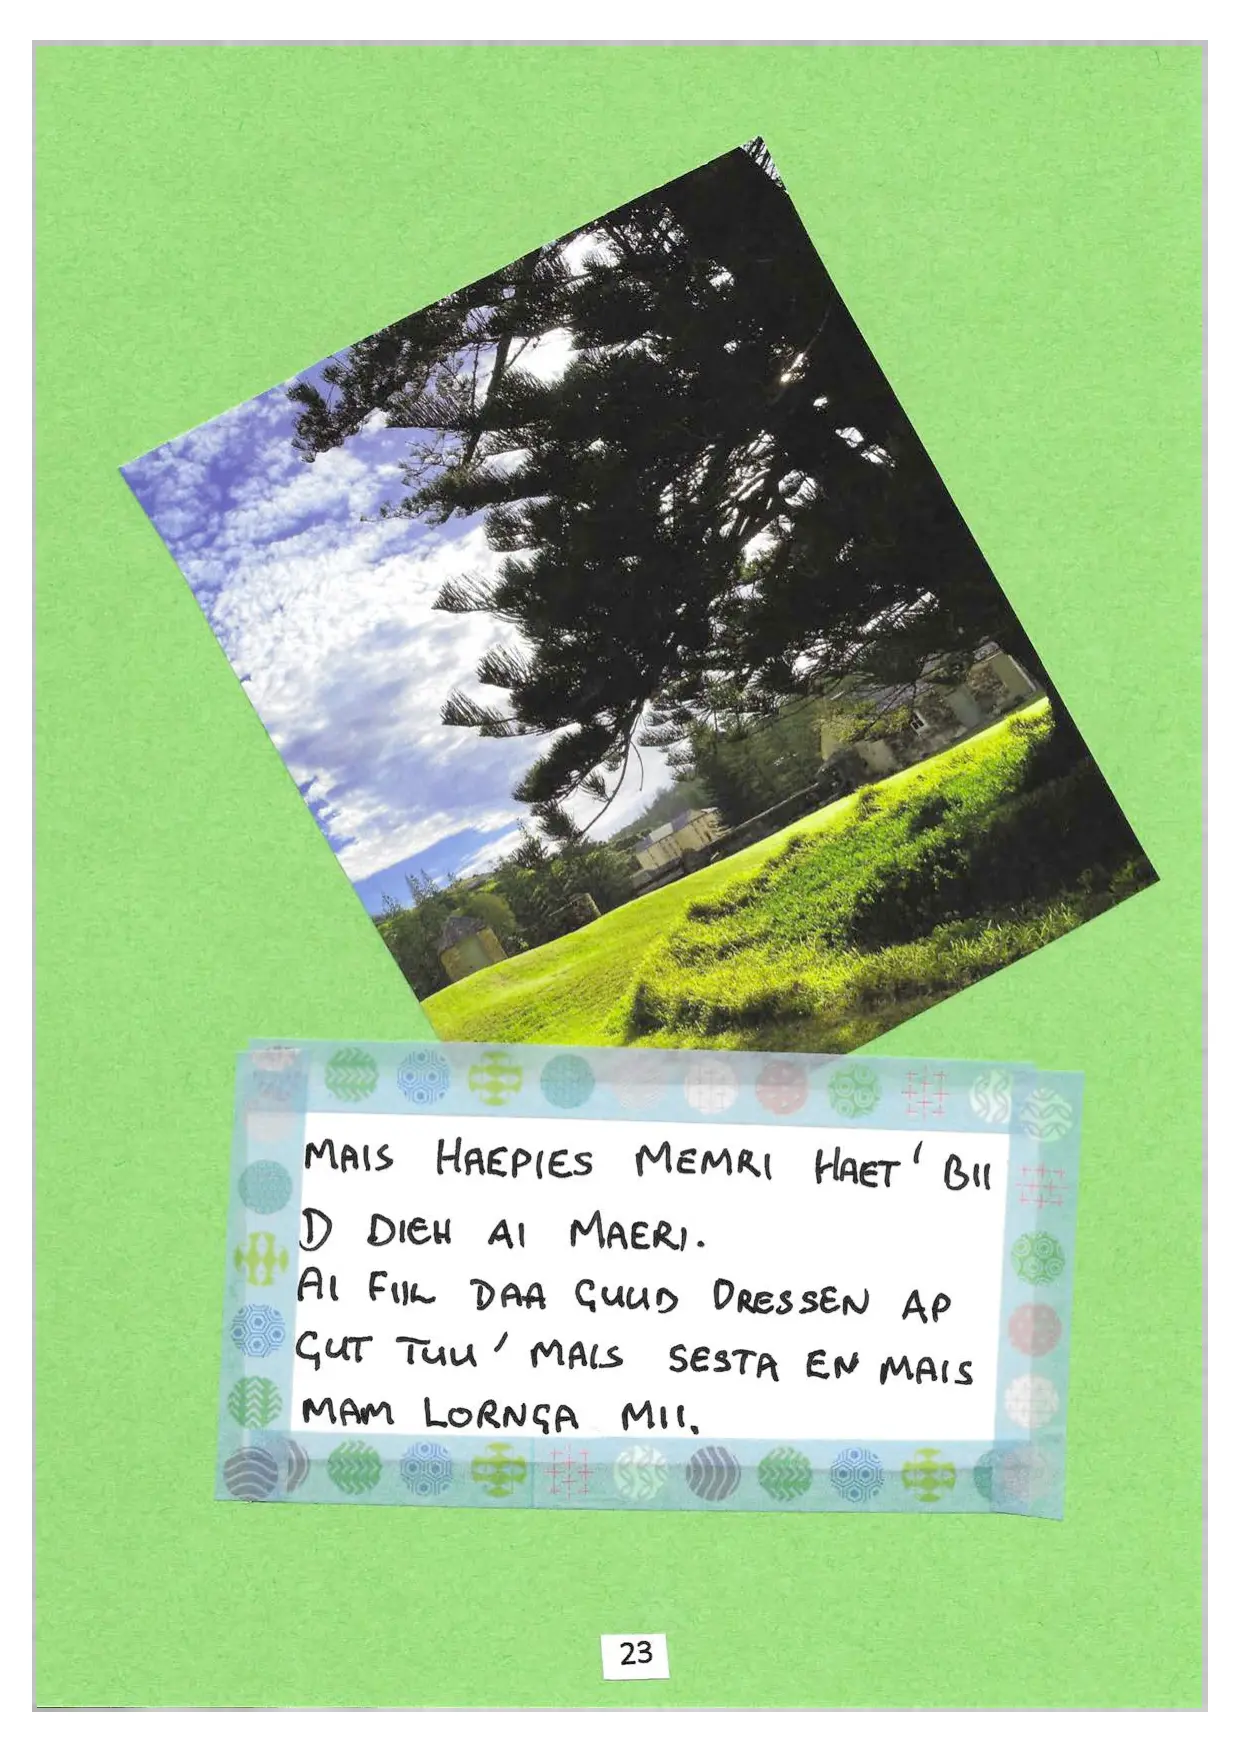 MAIS HAEPIES MEMRI HAET' BII
D DIEH AI MAERI.
AI FIIL DAA GUUD DRESSEN AP
GUT TUU' MAIS SESTA EN MAIS
MAM LORNGA MII.
23